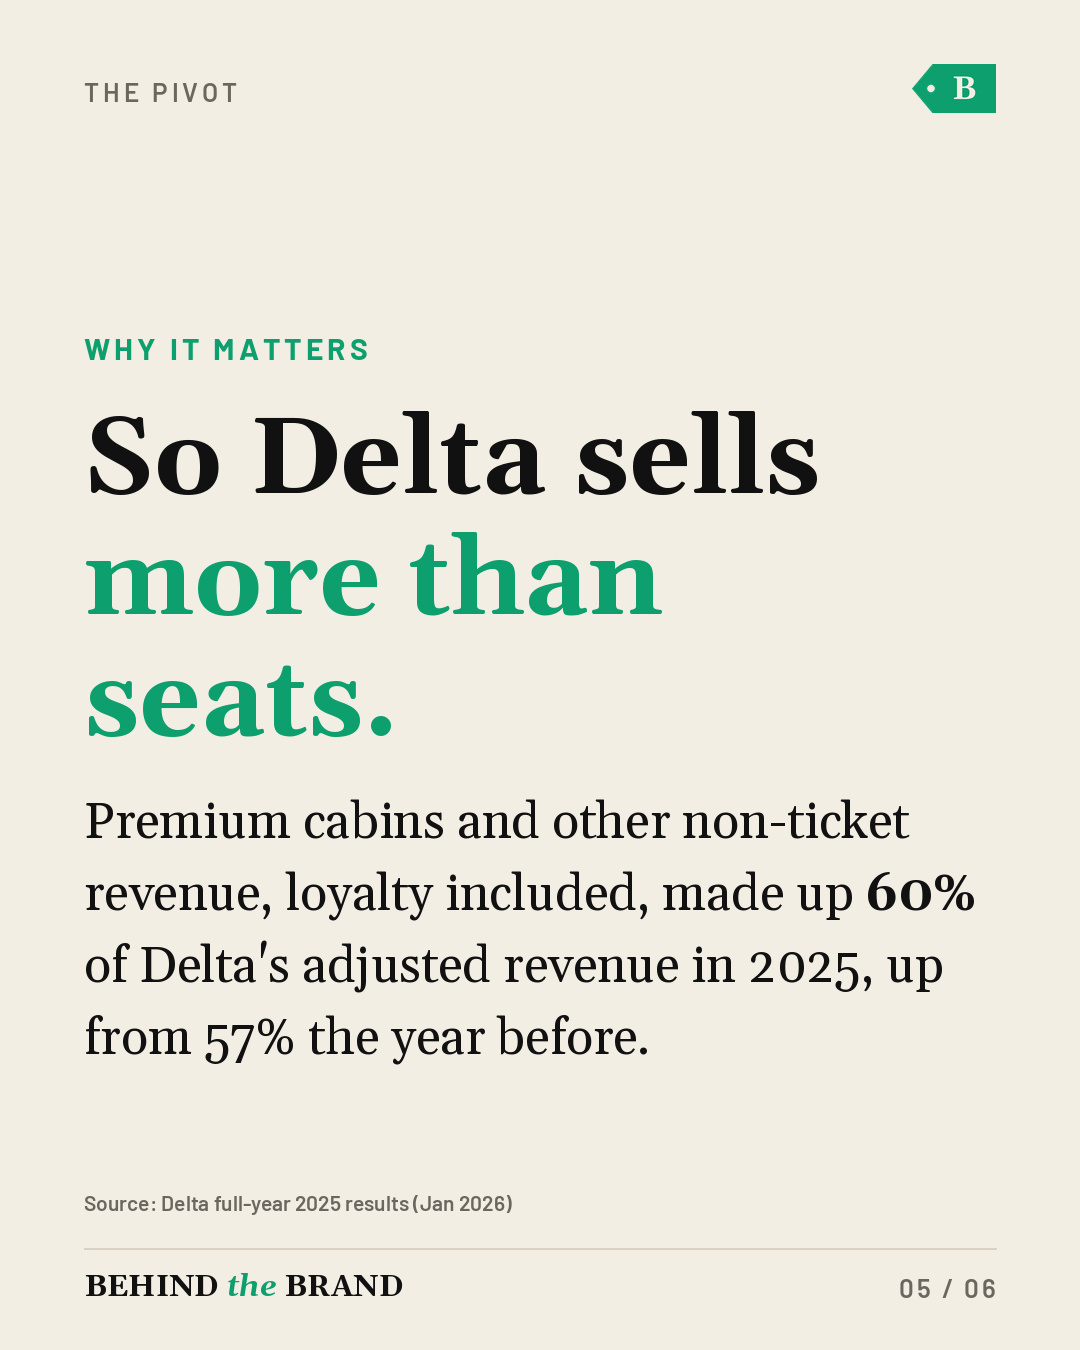 THE PIVOT
B
WHY IT MATTERS
So Delta sells
more than
seats.
Premium cabins and other non-ticket
revenue, loyalty included, made up 60%
of Delta's adjusted revenue in 2025, up
from 57% the year before.
Source: Delta full-year 2025 results (Jan 2026)
BEHIND the BRAND
05 / 06